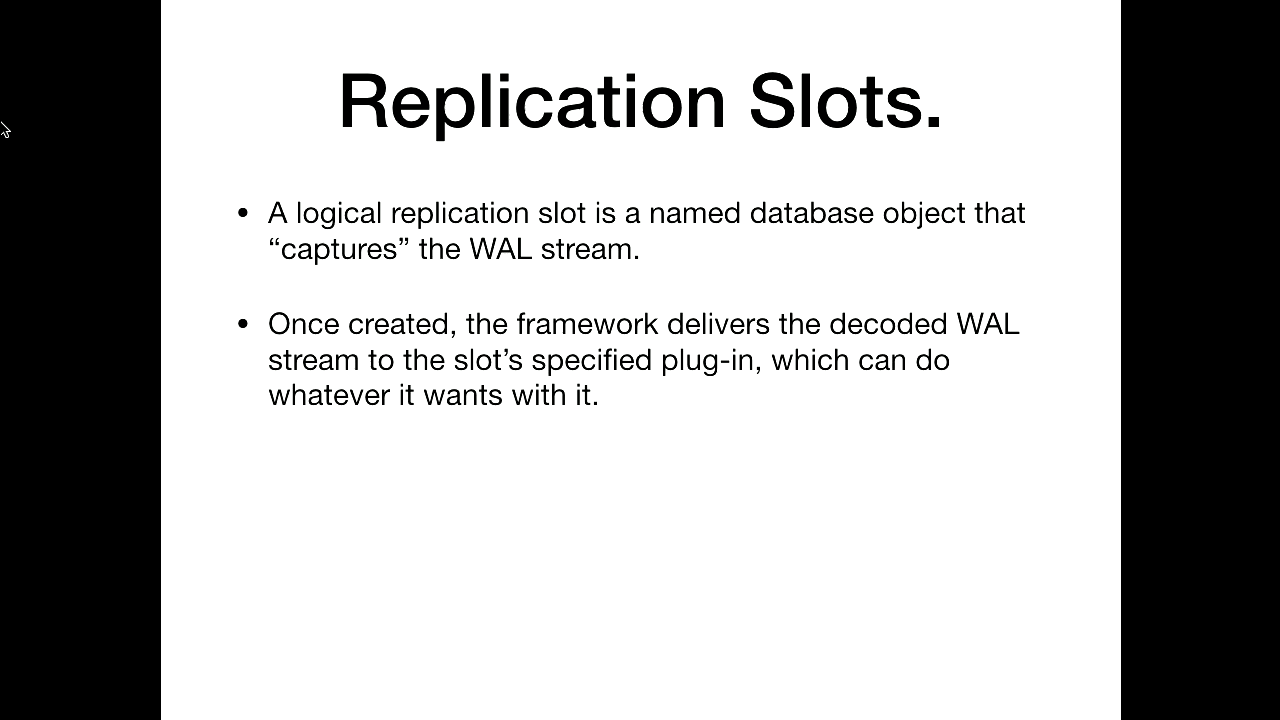 Replication Slots.
• A logical replication slot is a named database object that
“captures” the WAL stream.
• Once created, the framework delivers the decoded WAL
stream to the slot’s specified plug-in, which can do
whatever it wants with it.